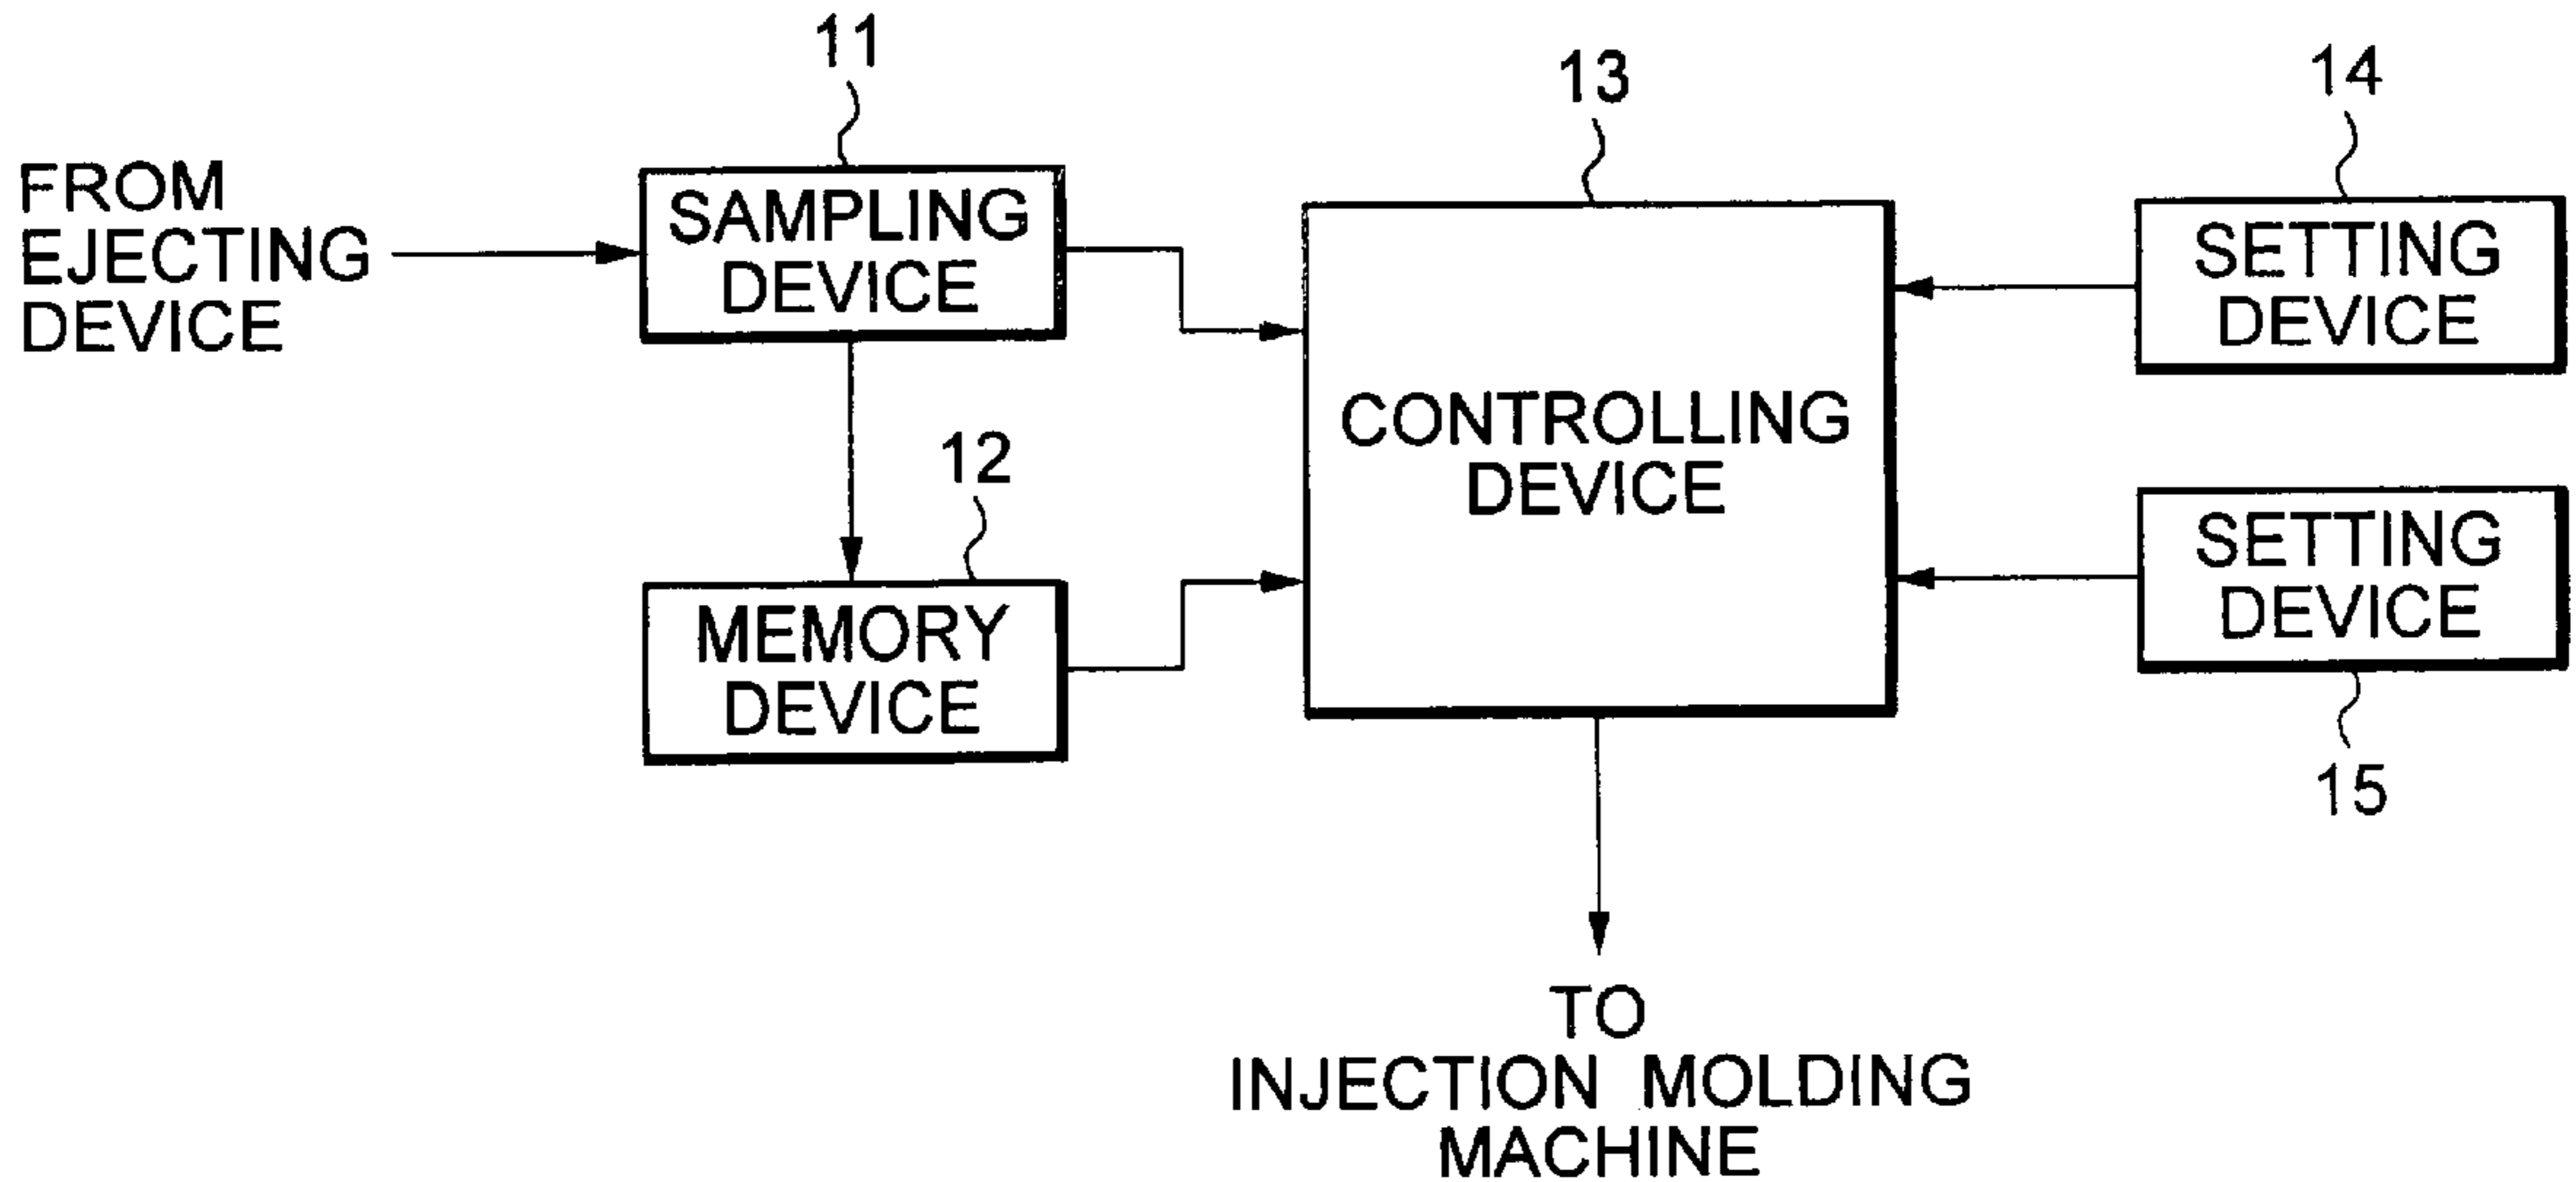 11
13
14
FROM
EJECTING
DEVICE
SAMPLING
DEVICE
SETTING
DEVICE
CONTROLLING
DEVICE
12
MEMORY
DEVICE
SETTING
DEVICE
15
TO
INJECTION MOLDING
MACHINE